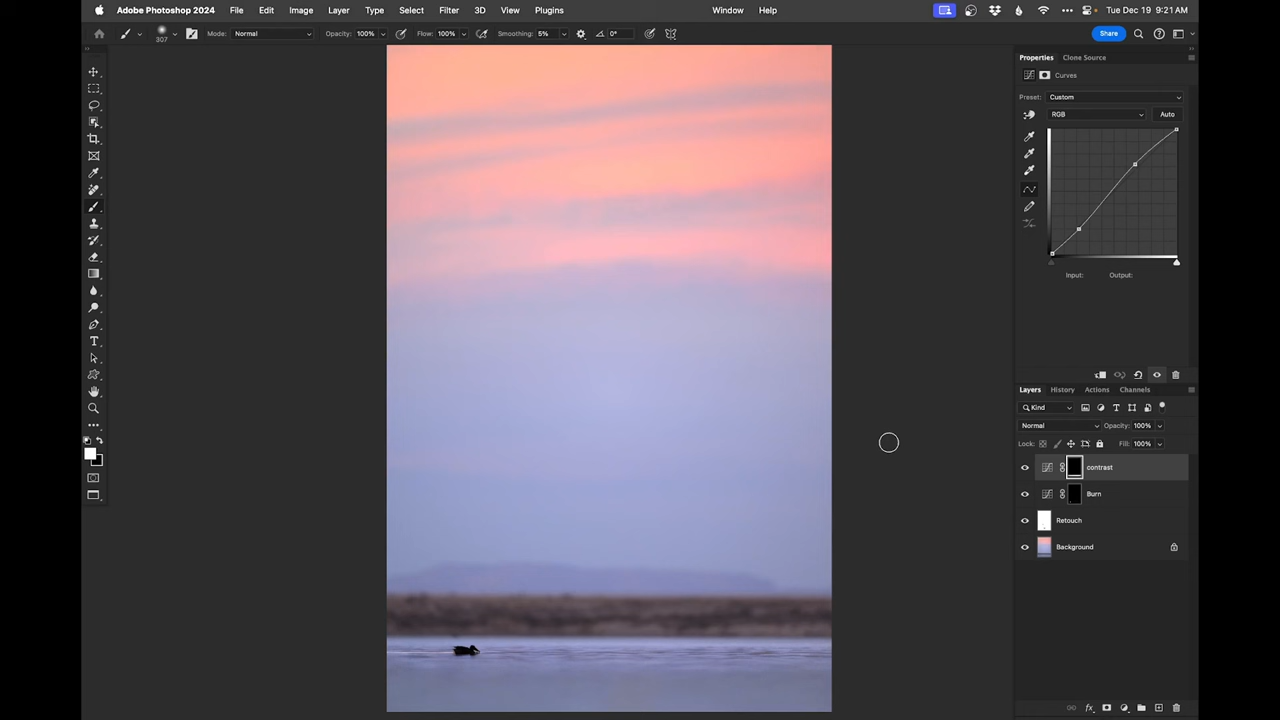 Adobe Photoshop 2024 File Edit Image Layer Type Select Filter 3D View Plugins Window Help Tue Dec 19 9:21 AM
307 Mode: Normal Opacity: 100% Flow: 100% Smoothing: 5% 0° Share
Properties Clone Source
Curves
Preset: Custom
RGB Auto
Input: Output:
Layers History Actions Channels
Kind
Normal Opacity: 100%
Lock: Fill: 100%
contrast
Burn
Retouch
Background